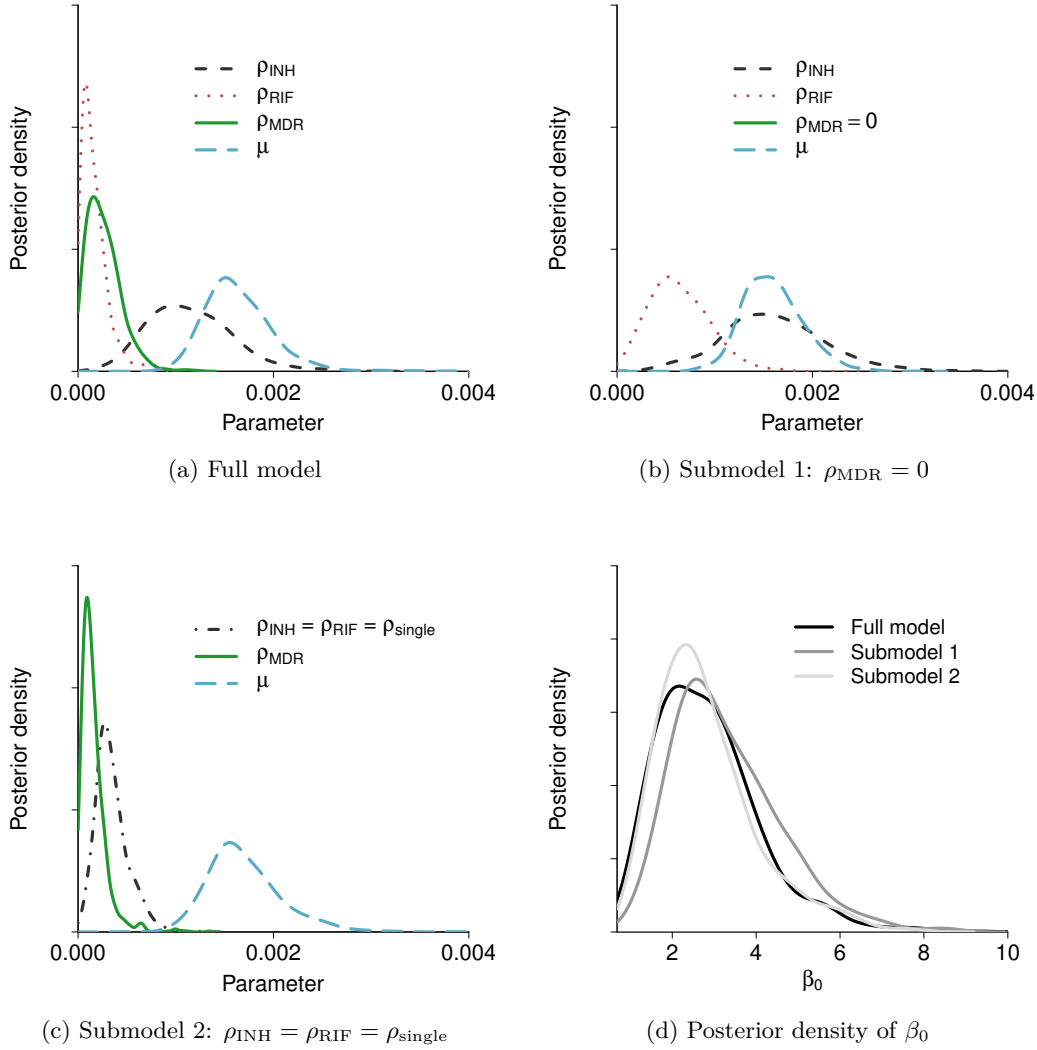 Posterior density
ρINH
ρRIF
ρMDR
μ
0.000 0.002 0.004
Parameter
(a) Full model
Posterior density
ρINH
ρRIF
ρMDR = 0
μ
0.000 0.002 0.004
Parameter
(b) Submodel 1: ρMDR = 0
Posterior density
ρINH = ρRIF = ρsingle
ρMDR
μ
0.000 0.002 0.004
Parameter
(c) Submodel 2: ρINH = ρRIF = ρsingle
Posterior density
Full model
Submodel 1
Submodel 2
2 4 6 8 10
β0
(d) Posterior density of β0